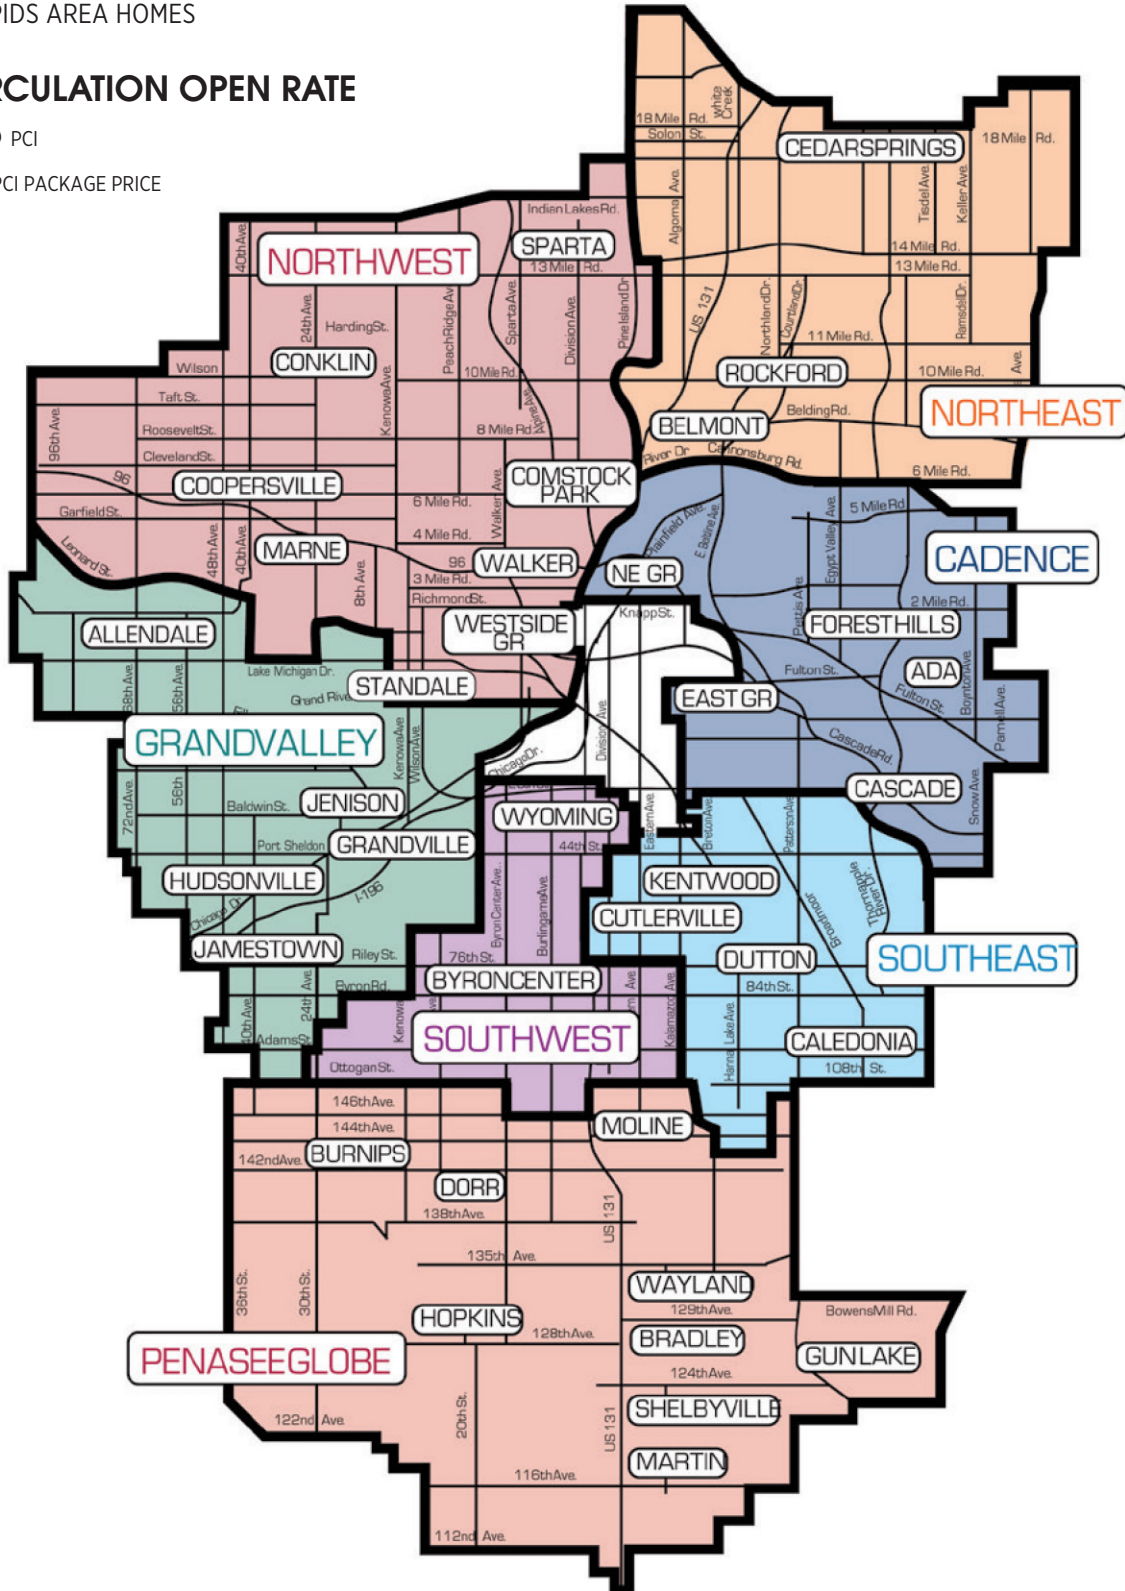 PIDS AREA HOMES
RCULATION OPEN RATE
PCI
PCI PACKAGE PRICE
18 Mile Rd.
Solon St.
White Creek
CEDARSPRINGS
18 Mile Rd.
Algoma Ave.
Tisdel Ave.
Keller Ave.
Indian Lakes Rd.
SPARTA
NORTHWEST
13 Mile Rd.
14 Mile Rd.
13 Mile Rd.
40th Ave.
24th Ave.
Harding St.
Peach Ridge Ave
Sparta Ave.
Division Ave.
Pine Island Dr
US 131
Northland Dr.
Courtland Dr.
Ramsdell Dr.
11 Mile Rd.
CONKLIN
Wilson
10 Mile Rd.
ROCKFORD
10 Mile Rd.
Ave.
Kenowa Ave.
Taft St.
Alpine Ave.
Belding Rd.
NORTHEAST
96th Ave.
Roosevelt St.
8 Mile Rd.
BELMONT
Cleveland St.
River Dr
Cannonsburg Rd.
6 Mile Rd.
96
COOPERSVILLE
COMSTOCK
PARK
6 Mile Rd.
Walker Ave.
Garfield St.
4 Mile Rd.
Plainfield Ave.
E. Beltline Ave.
Egypt Valley Ave.
5 Mile Rd.
CADENCE
Leonard St.
48th Ave.
40th Ave.
MARNE
8th Ave.
96
WALKER
3 Mile Rd.
NE GR
Richmond St.
Knapp St.
Pettis Ave.
2 Mile Rd.
FOREST HILLS
ALLENDALE
WESTSIDE
GR
Lake Michigan Dr.
STANDALE
Fulton St.
ADA
Boynton Ave.
68th Ave.
56th Ave.
Grand River
EAST GR
Fulton St.
Parnell Ave.
GRANDVALLEY
Kenowa Ave
Wilson Ave.
Chicago Dr.
Division Ave
Cascade Rd.
72nd Ave.
56th
Baldwin St.
JENISON
CASCADE
Snow Ave.
WYOMING
Eastern Ave.
Breton Ave.
Patterson Ave
Port Sheldon
GRANDVILLE
44th St.
HUDSONVILLE
I-196
Byron Center Ave.
Burlingame Ave.
KENTWOOD
Broadmoor
Thornapple
River Dr.
Chicago Dr
CUTLERVILLE
JAMESTOWN
Riley St.
76th St.
DUTTON
SOUTHEAST
Byron Rd.
BYRONCENTER
84th St.
40th Ave.
24th Ave.
Kenowa
Ave
Kalamazoo Ave
Hanna Lake Ave.
Adams St.
SOUTHWEST
CALEDONIA
Ottogan St.
108th St.
146th Ave.
144th Ave.
MOLINE
142nd Ave.
BURNIPS
DORR
138th Ave.
US 131
135th Ave.
36th St.
30th St.
WAYLAND
129th Ave.
Bowens Mill Rd.
HOPKINS
128th Ave.
BRADLEY
PENASEEGLOBE
GUN LAKE
124th Ave.
20th St.
US 131
SHELBYVILLE
122nd Ave.
MARTIN
116th Ave.
112nd Ave.